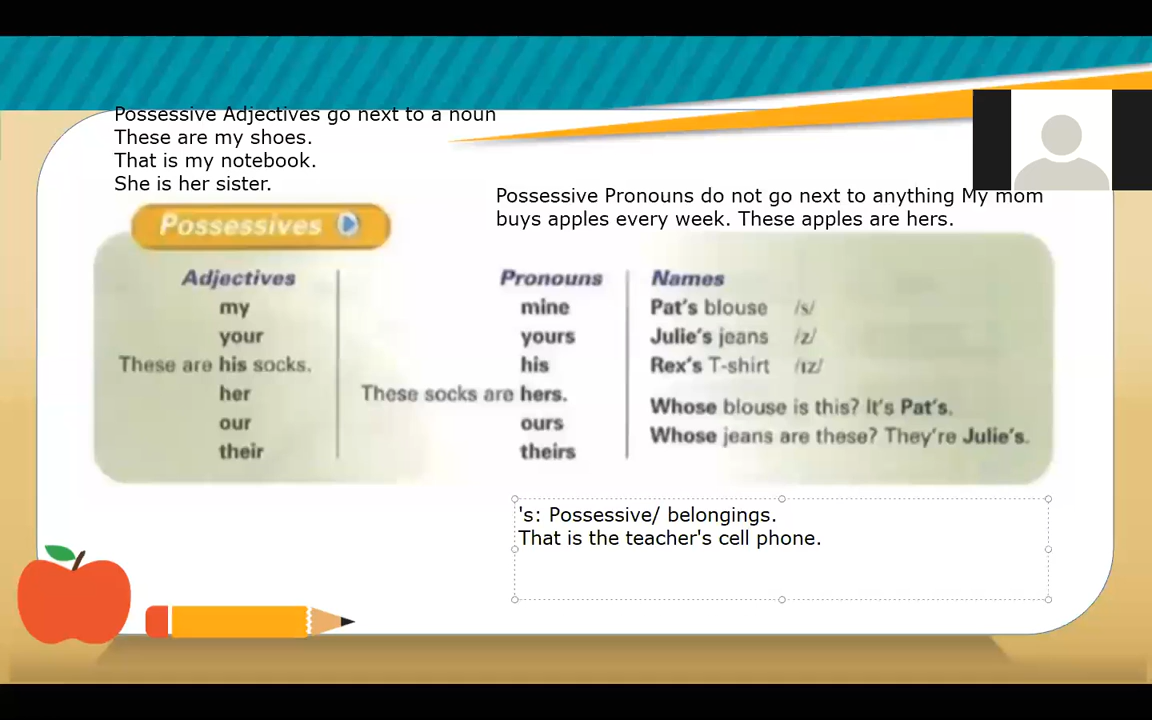 Possessive Adjectives go next to a noun
These are my shoes.
That is my notebook.
She is her sister.
Possessive Pronouns do not go next to anything My mom
buys apples every week. These apples are hers.
Possessives
Adjectives
my
your
These are his socks.
her
our
their
Pronouns
mine
yours
his
These socks are hers.
ours
theirs
Names
Pat's blouse /s/
Julie's jeans /z/
Rex's T-shirt /ɪz/
Whose blouse is this? It's Pat's.
Whose jeans are these? They're Julie's.
's: Possessive/ belongings.
That is the teacher's cell phone.